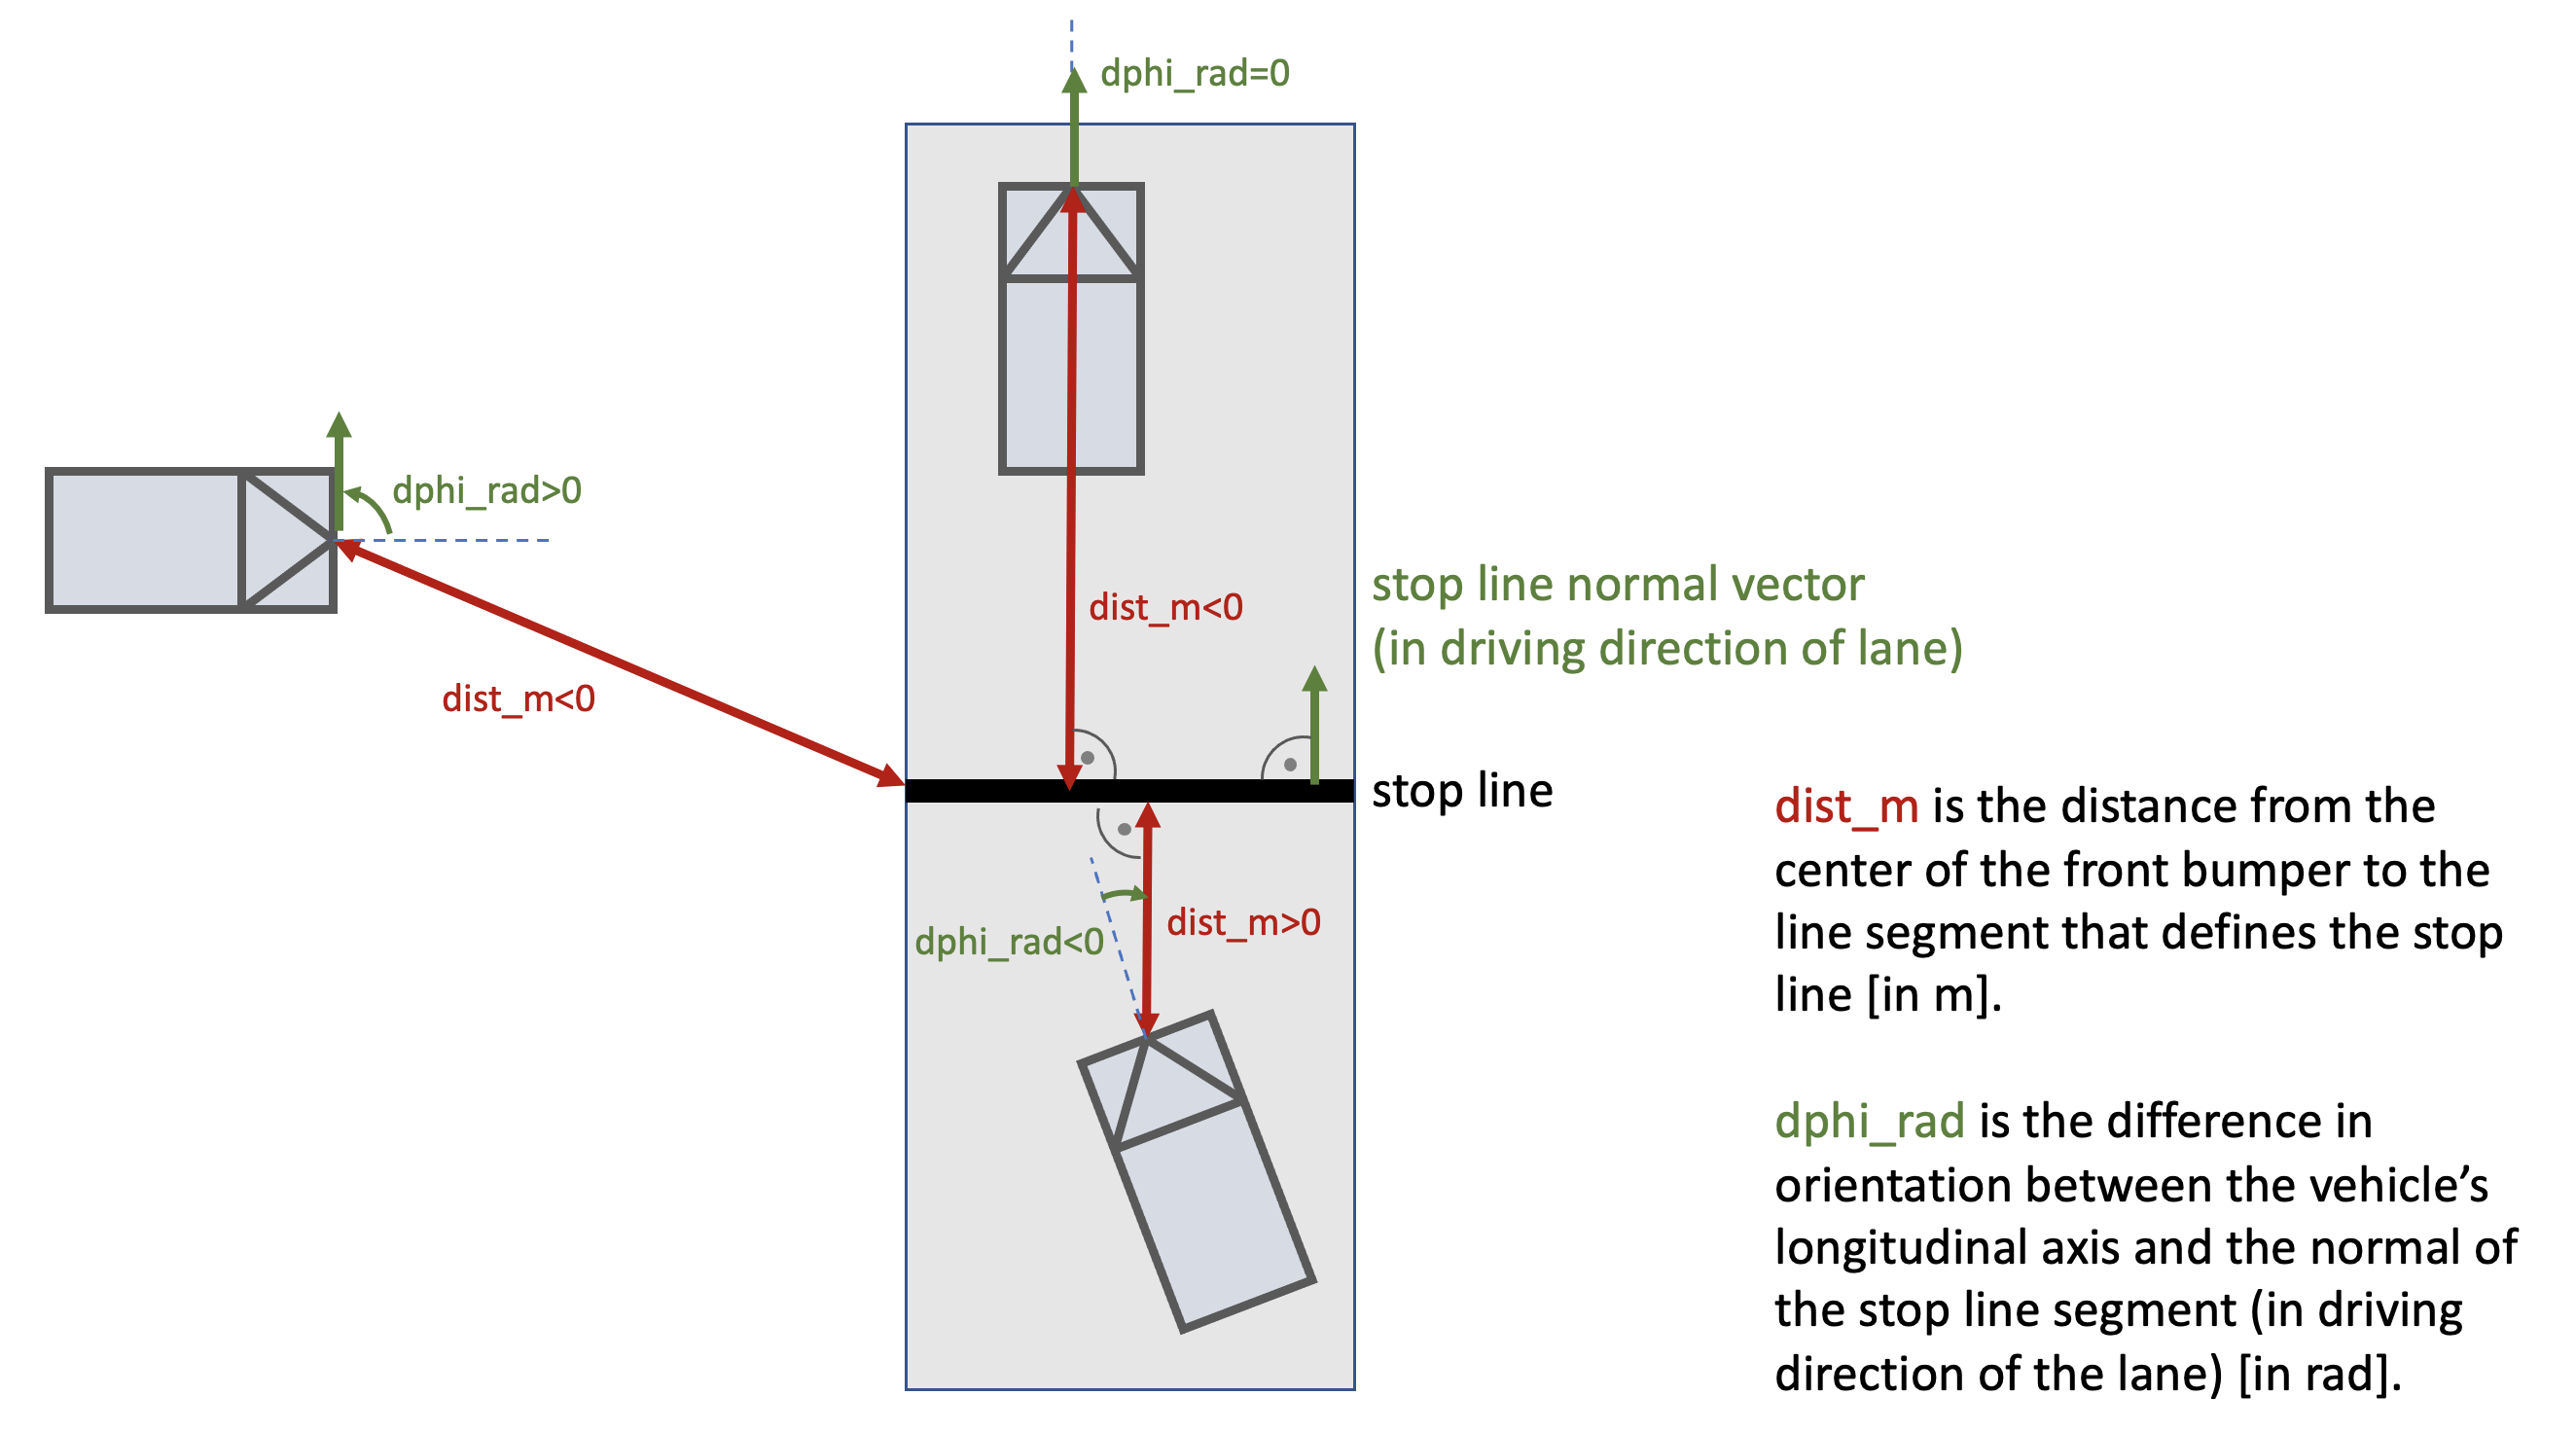 dphi_rad=0
dphi_rad>0
stop line normal vector
(in driving direction of lane)
dist_m<0
dist_m<0
stop line
dist_m is the distance from the
center of the front bumper to the
line segment that defines the stop
line [in m].
dist_m>0
dphi_rad<0
dphi_rad is the difference in
orientation between the vehicle’s
longitudinal axis and the normal of
the stop line segment (in driving
direction of the lane) [in rad].